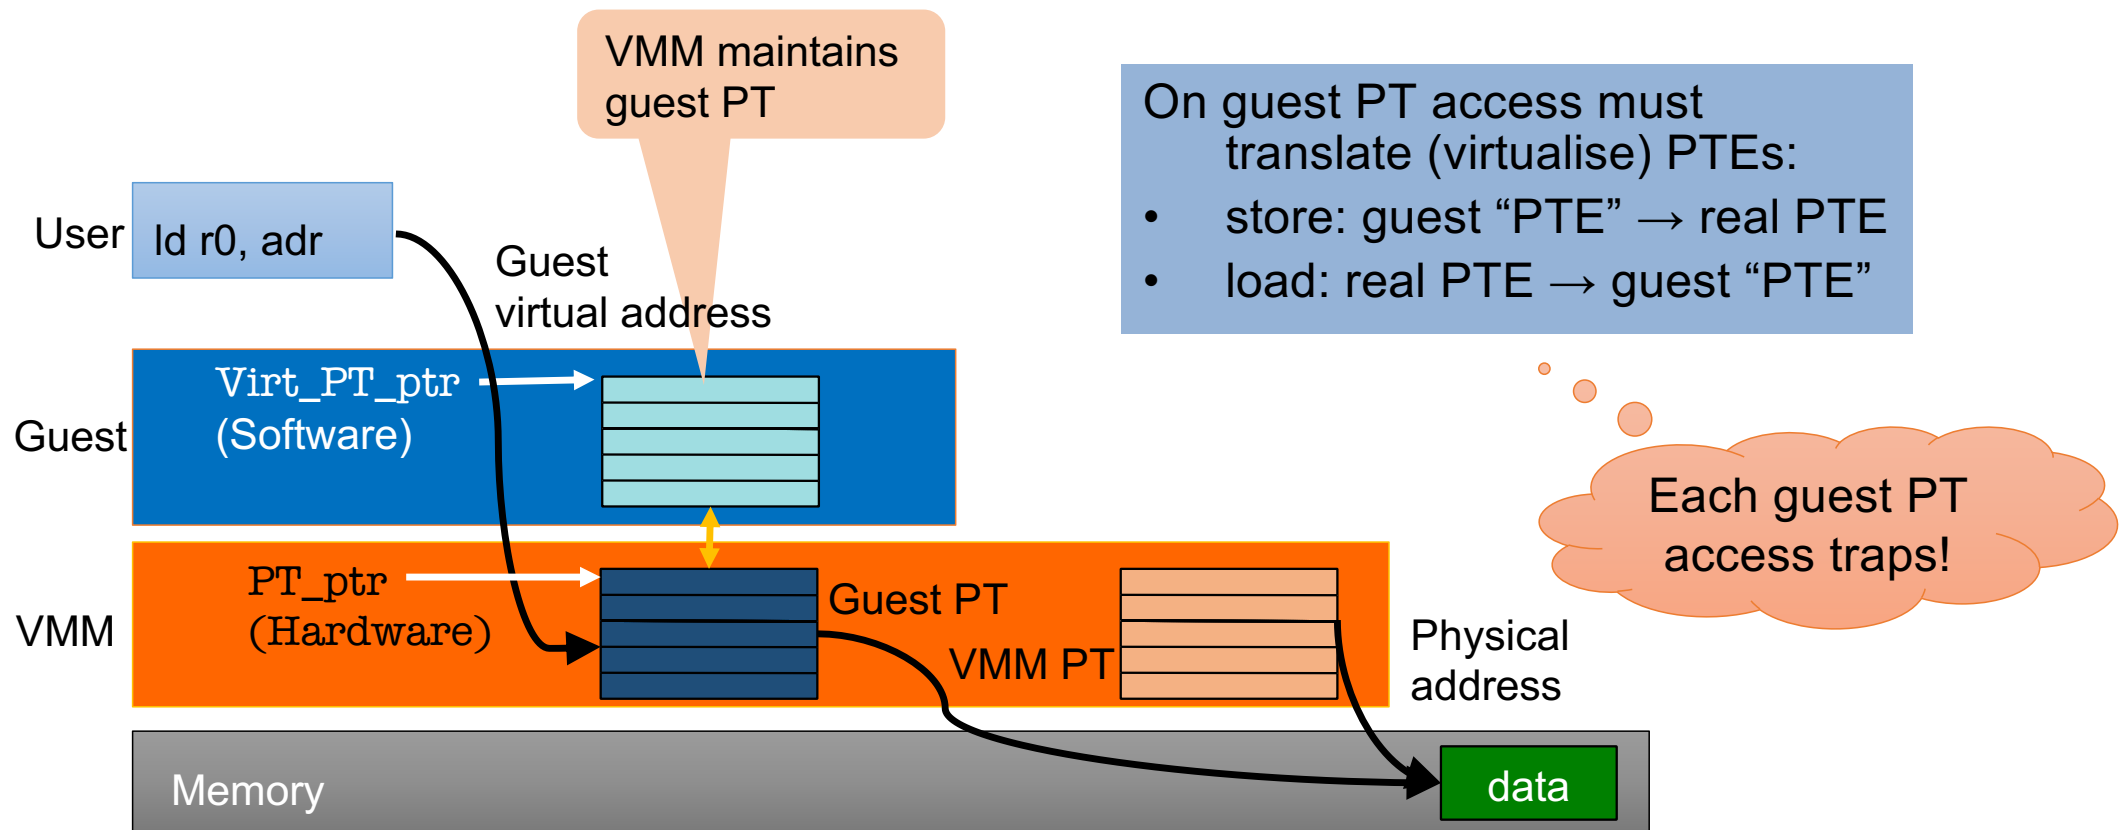 VMM maintains
guest PT
On guest PT access must
translate (virtualise) PTEs:
• store: guest “PTE” → real PTE
• load: real PTE → guest “PTE”
User
ld r0, adr
Guest
virtual address
Virt_PT_ptr
(Software)
Guest
Each guest PT
access traps!
PT_ptr
(Hardware)
VMM
Guest PT
VMM PT
Physical
address
Memory
data